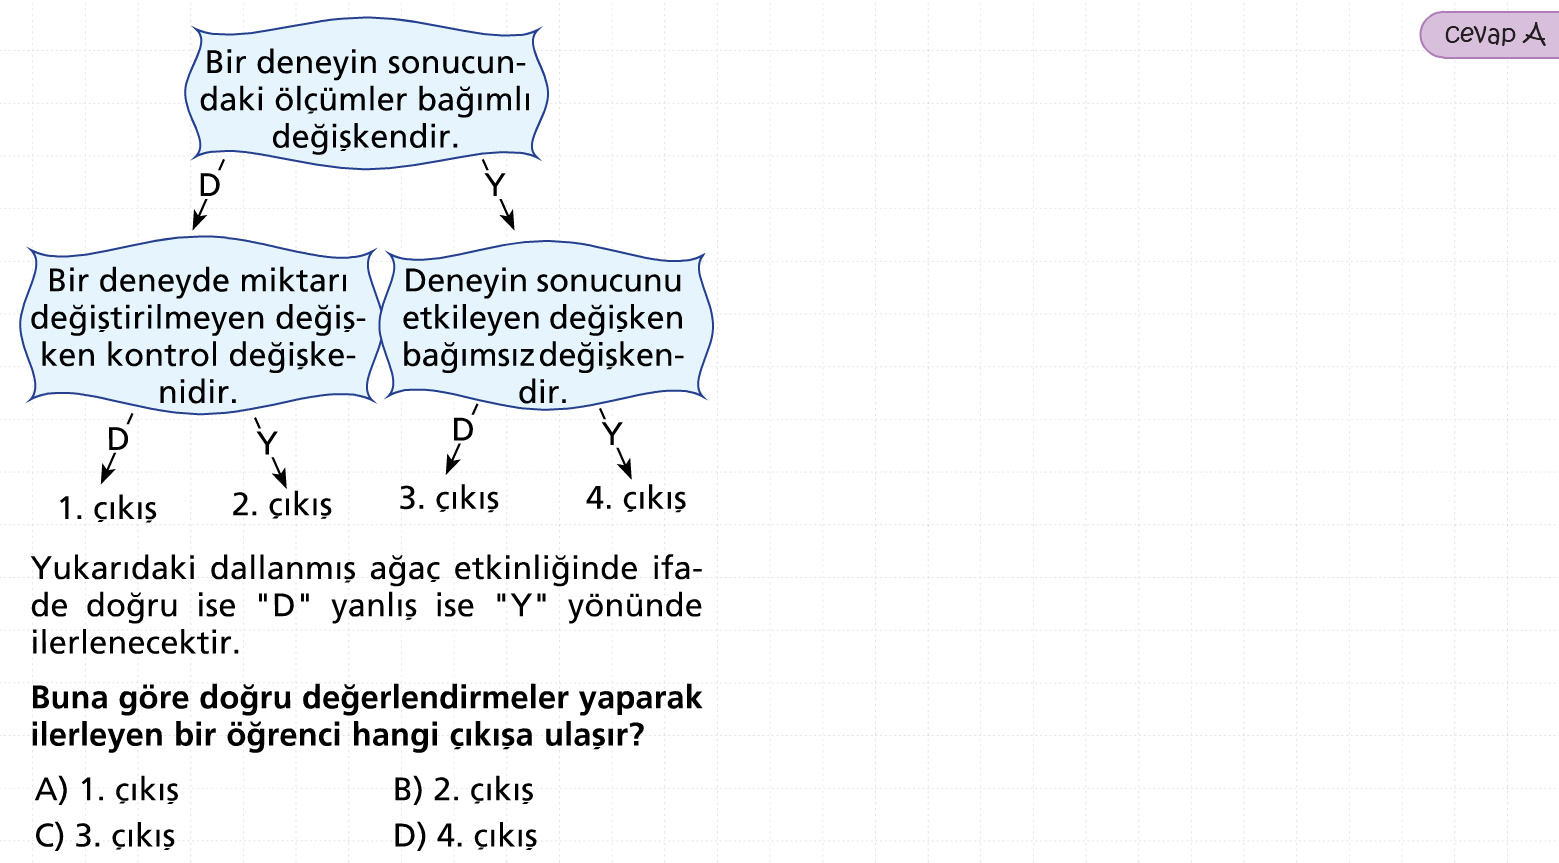 cevap A
Bir deneyin sonucun-
daki ölçümler bağımlı
değişkendir.
D
Y
Bir deneyde miktarı
değiştirilmeyen değiş-
ken kontrol değişke-
nidir.
Deneyin sonucunu
etkileyen değişken
bağımsız değişken-
dir.
D
Y
D
Y
1. çıkış
2. çıkış
3. çıkış
4. çıkış
Yukarıdaki dallanmış ağaç etkinliğinde ifa-
de doğru ise "D" yanlış ise "Y" yönünde
ilerlenecektir.
Buna göre doğru değerlendirmeler yaparak
ilerleyen bir öğrenci hangi çıkışa ulaşır?
A) 1. çıkış
B) 2. çıkış
C) 3. çıkış
D) 4. çıkış